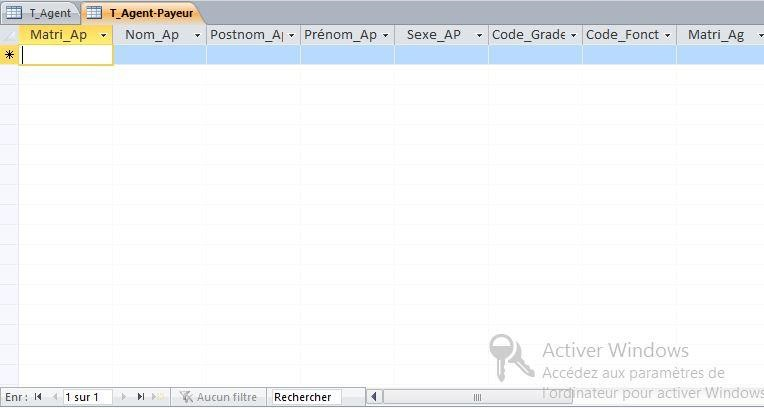 T_Agent T_Agent-Payeur
Matri_Ap Nom_Ap Postnom_Ap Prénom_Ap Sexe_AP Code_Grade Code_Fonct Matri_Ag
Activer Windows
Accédez aux paramètres de
l'ordinateur pour activer Windows
Enr : 1 sur 1 Aucun filtre Rechercher